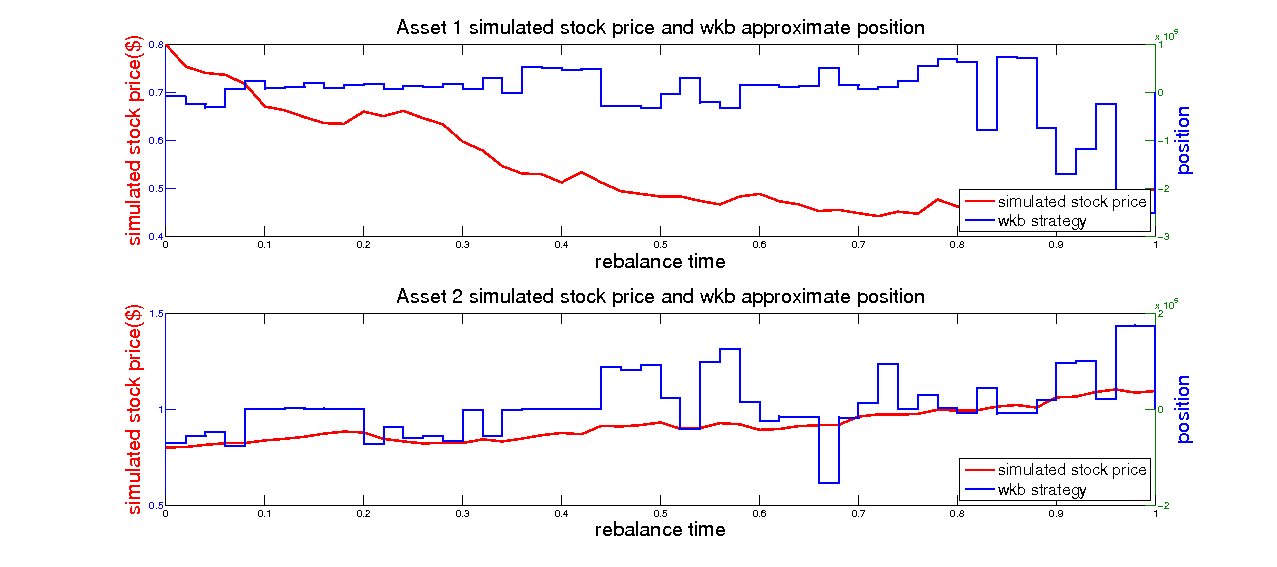 Asset 1 simulated stock price and wkb approximate position
x 10^5
simulated stock price($)
0.8
0.7
0.6
0.5
0.4
1
0
-1
-2
-3
position
simulated stock price
wkb strategy
0 0.1 0.2 0.3 0.4 0.5 0.6 0.7 0.8 0.9 1
rebalance time
Asset 2 simulated stock price and wkb approximate position
simulated stock price($)
1.5
1
0.5
2
0
-2
position
simulated stock price
wkb strategy
0 0.1 0.2 0.3 0.4 0.5 0.6 0.7 0.8 0.9 1
rebalance time